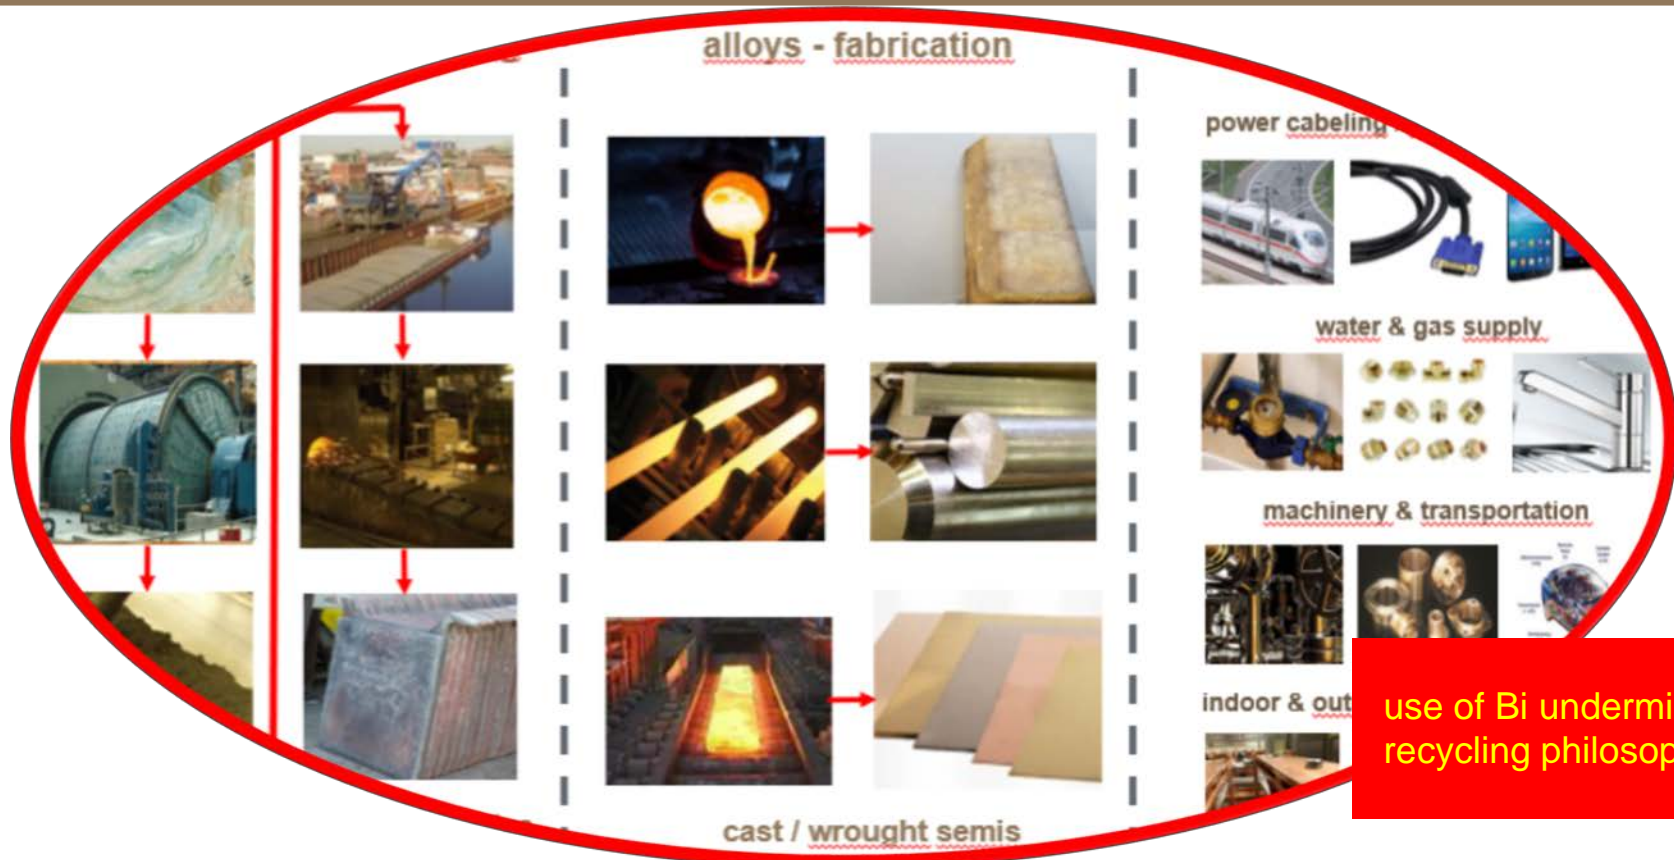 alloys - fabrication
power cabeling
water & gas supply
machinery & transportation
indoor & out
use of Bi undermi
recycling philosop
cast / wrought semis